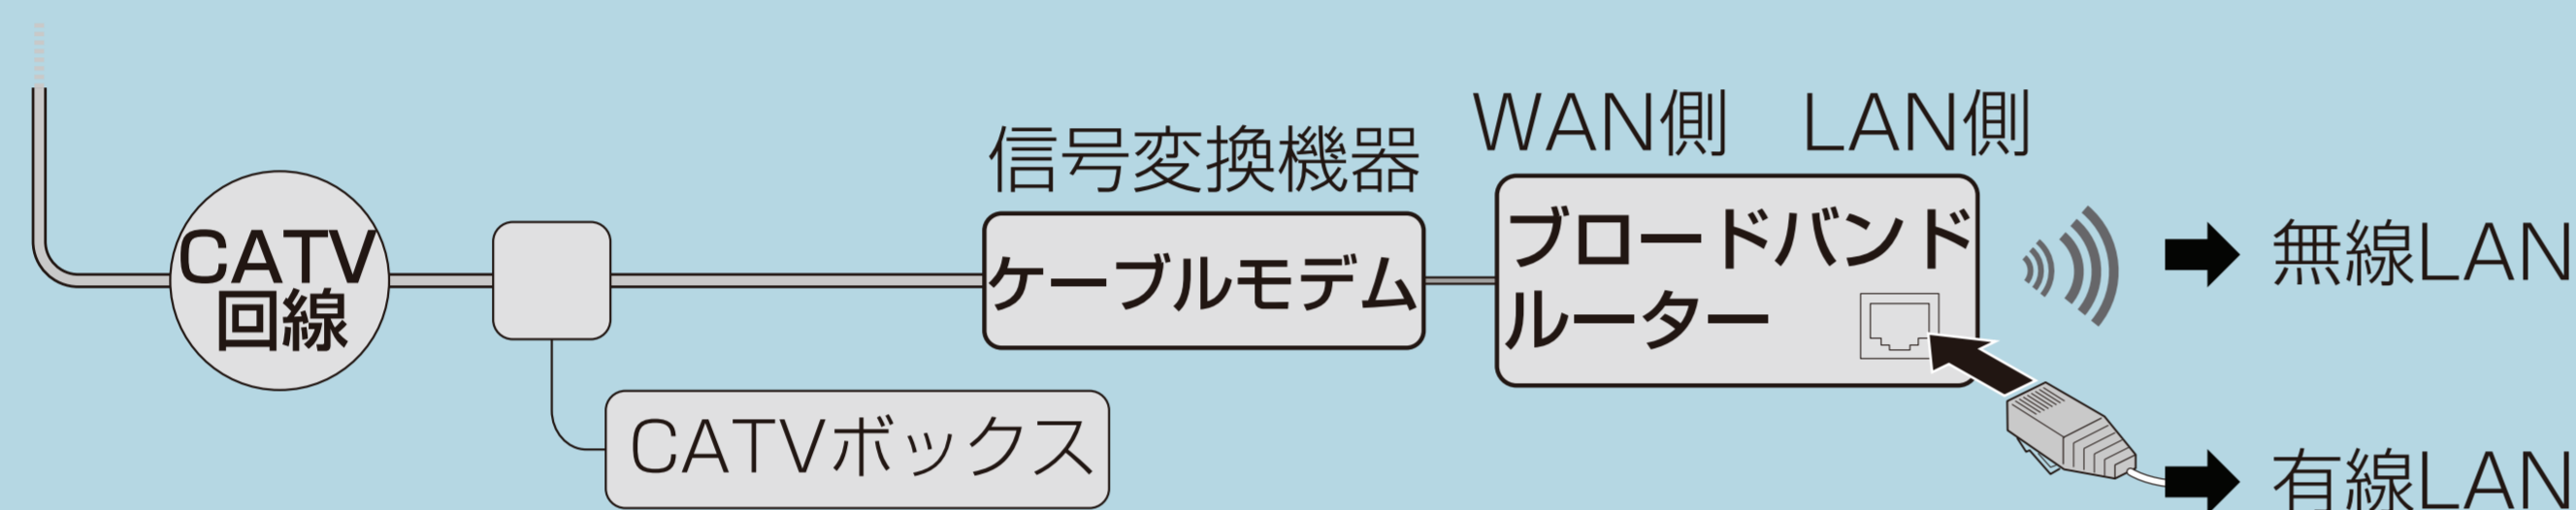 WAN側 LAN側
信号変換機器
CATV
回線
ケーブルモデム
ブロードバンド
ルーター
無線LAN
CATVボックス
有線LAN